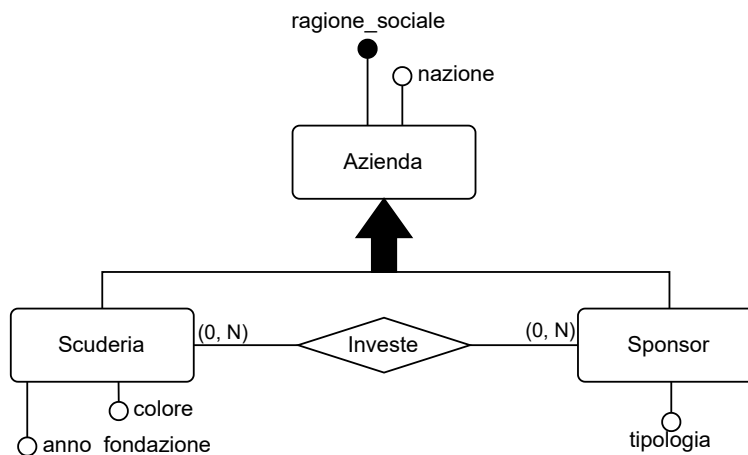 ragione_sociale
nazione
Azienda
Scuderia
(0, N)
Investe
(0, N)
Sponsor
colore
anno_fondazione
tipologia